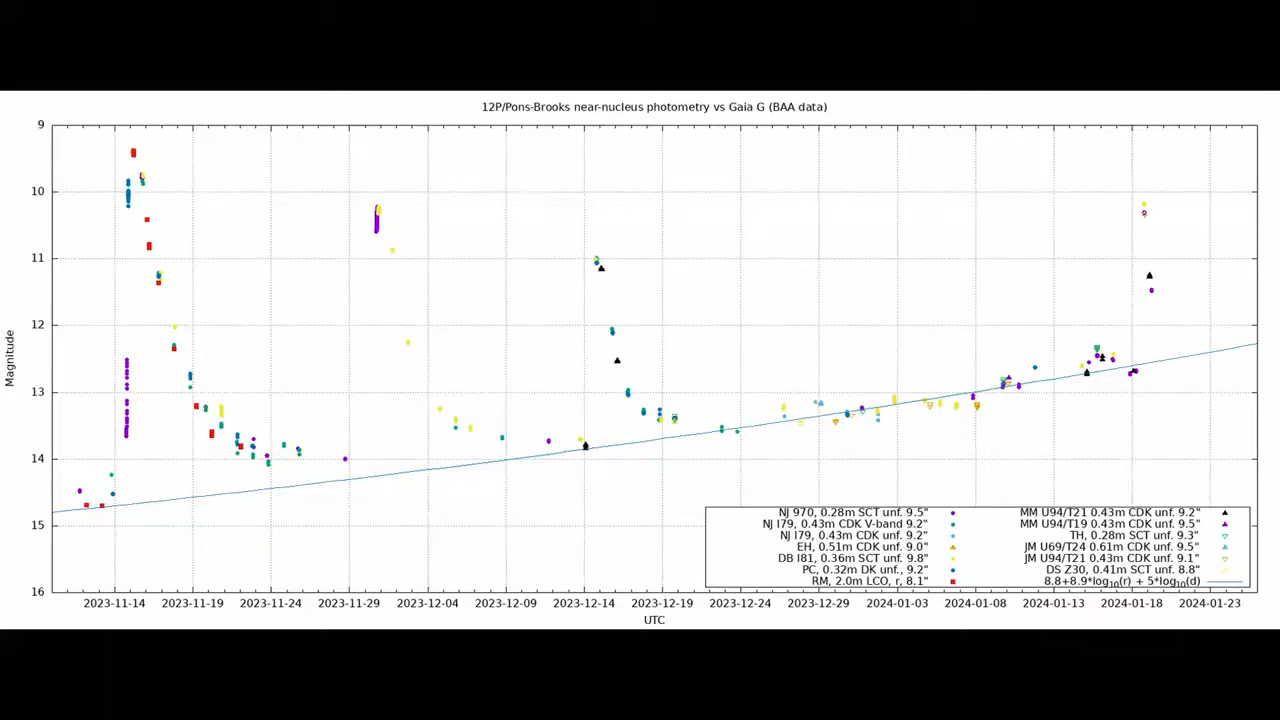 12P/Pons-Brooks near-nucleus photometry vs Gaia G (BAA data)
9
10
11
12
13
14
15
16
Magnitude
2023-11-14 2023-11-19 2023-11-24 2023-11-29 2023-12-04 2023-12-09 2023-12-14 2023-12-19 2023-12-24 2023-12-29 2024-01-03 2024-01-08 2024-01-13 2024-01-18 2024-01-23
UTC
NJ 970, 0.28m SCT unf. 9.5"
NJ I79, 0.43m CDK V-band 9.2"
NJ I79, 0.43m CDK unf. 9.2"
EH, 0.51m CDK unf. 9.0"
DB I81, 0.36m SCT unf. 9.8"
PC, 0.32m DK unf., 9.2"
RM, 2.0m LCO, r, 8.1"
MM U94/T21 0.43m CDK unf. 9.2"
MM U94/T19 0.43m CDK unf. 9.5"
TH, 0.28m SCT unf. 9.3"
JM U69/T24 0.61m CDK unf. 9.5"
JM U94/T21 0.43m CDK unf. 9.1"
DS Z30, 0.41m SCT unf. 8.8"
8.8+8.9*log10(r) + 5*log10(d)